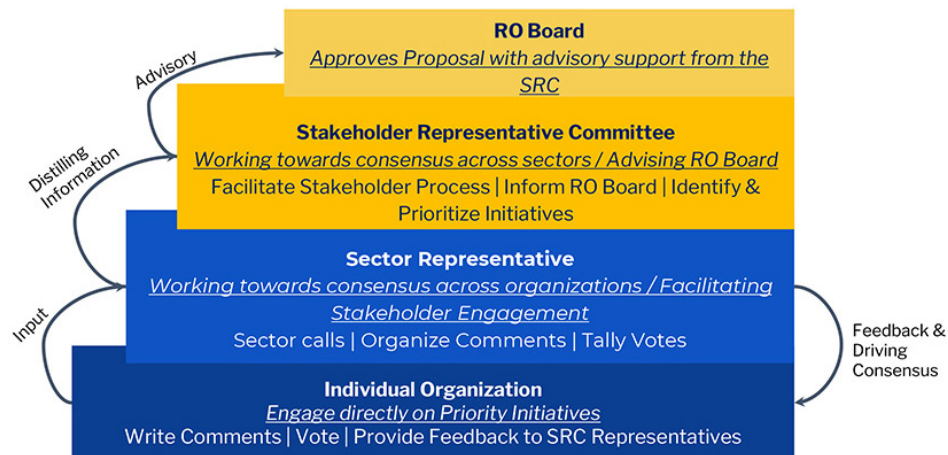 RO Board
Approves Proposal with advisory support from the
SRC
Advisory
Stakeholder Representative Committee
Working towards consensus across sectors / Advising RO Board
Facilitate Stakeholder Process | Inform RO Board | Identify &
Prioritize Initiatives
Distilling
Information
Sector Representative
Working towards consensus across organizations / Facilitating
Stakeholder Engagement
Sector calls | Organize Comments | Tally Votes
Input
Feedback &
Driving
Consensus
Individual Organization
Engage directly on Priority Initiatives
Write Comments | Vote | Provide Feedback to SRC Representatives